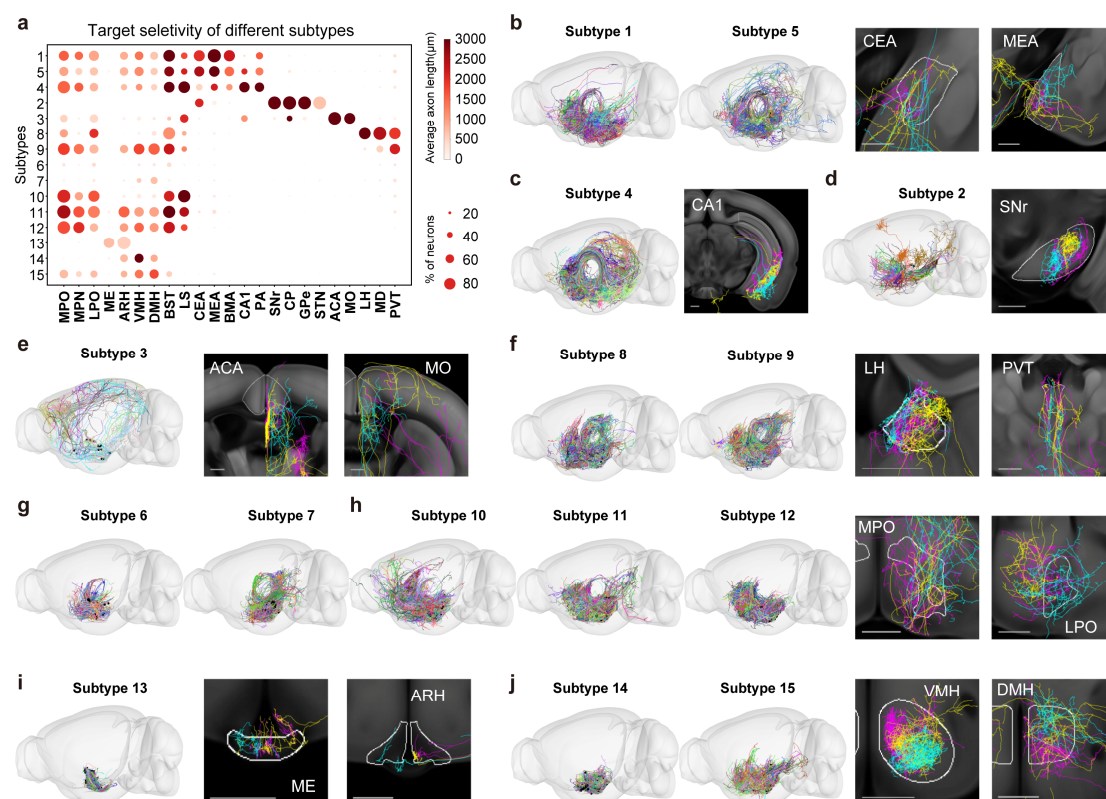 a
Target seletivity of different subtypes
Subtypes
1
5
4
2
3
8
9
6
7
10
11
12
13
14
15
MPO MPN LPO ME ARH VMH DMH BST LS CEA MEA BMA CA1 PA SNr CP GPe STN ACA MO LH MD PVT
Average axon length(μm)
3000
2500
2000
1500
1000
500
0
% of neurons
20
40
60
80
b
Subtype 1
Subtype 5
CEA
MEA
c
Subtype 4
CA1
d
Subtype 2
SNr
e
Subtype 3
ACA
MO
f
Subtype 8
Subtype 9
LH
PVT
g
Subtype 6
Subtype 7
h
Subtype 10
Subtype 11
Subtype 12
MPO
LPO
i
Subtype 13
ME
ARH
j
Subtype 14
Subtype 15
VMH
DMH